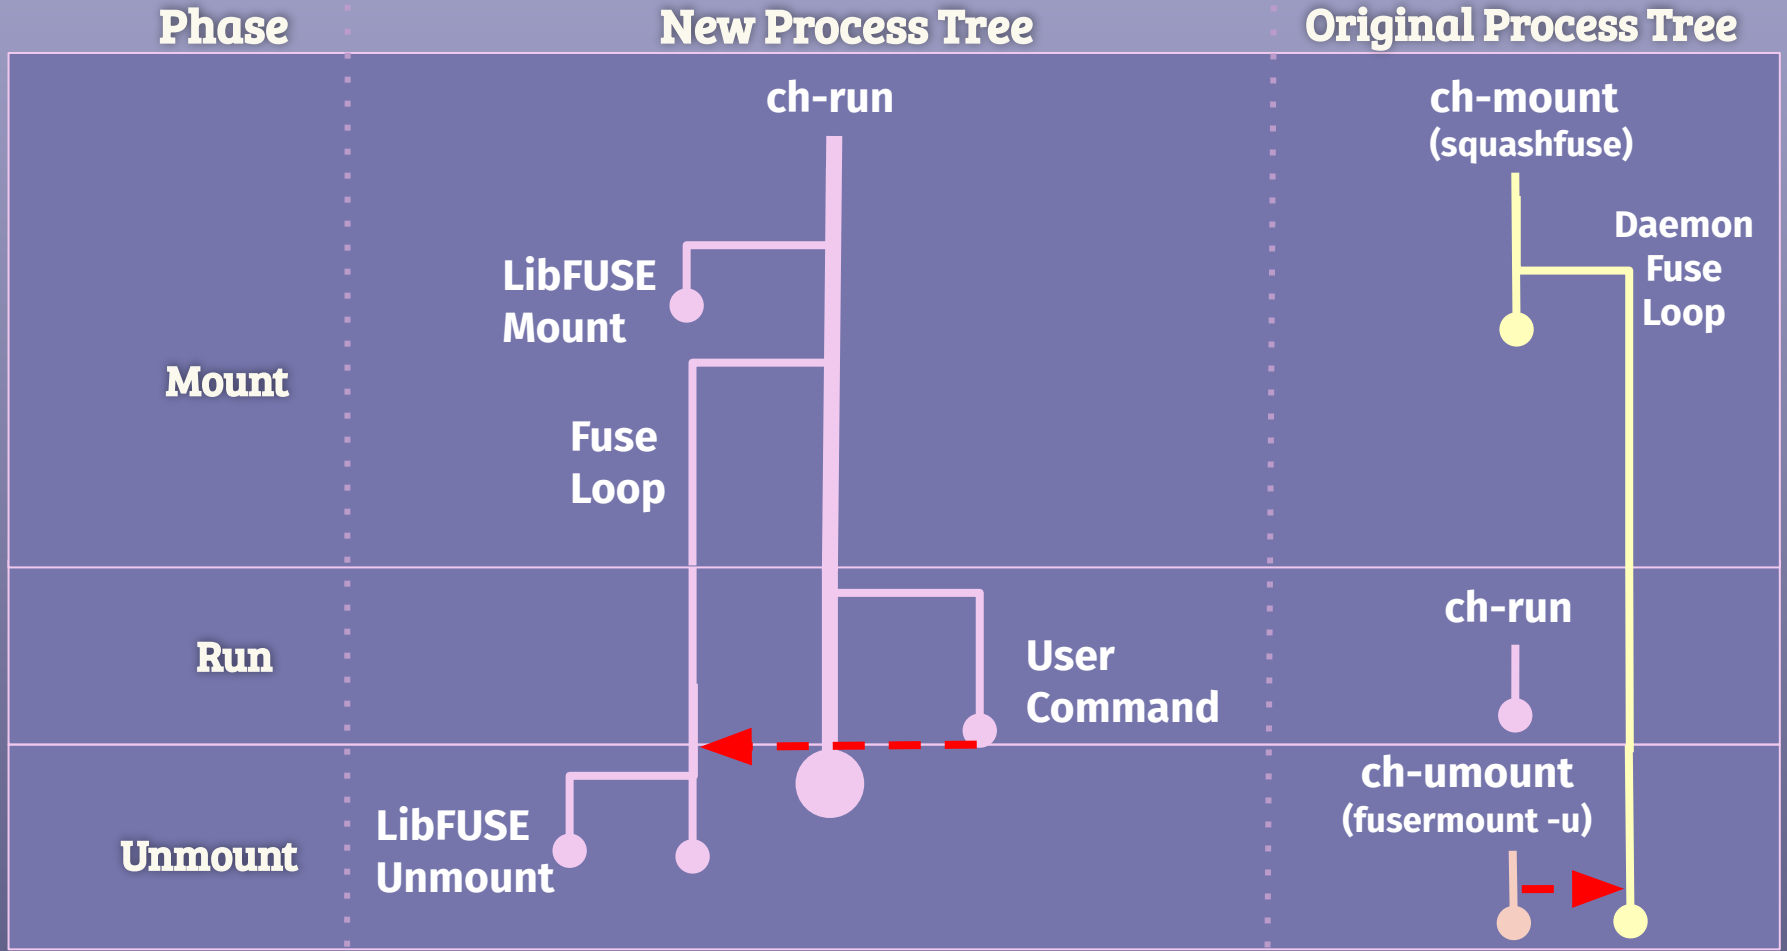 Phase
New Process Tree
Original Process Tree
ch-run
ch-mount
(squashfuse)
Daemon
Fuse
Loop
LibFUSE
Mount
Mount
Fuse
Loop
Run
User
Command
ch-run
Unmount
LibFUSE
Unmount
ch-umount
(fusermount -u)